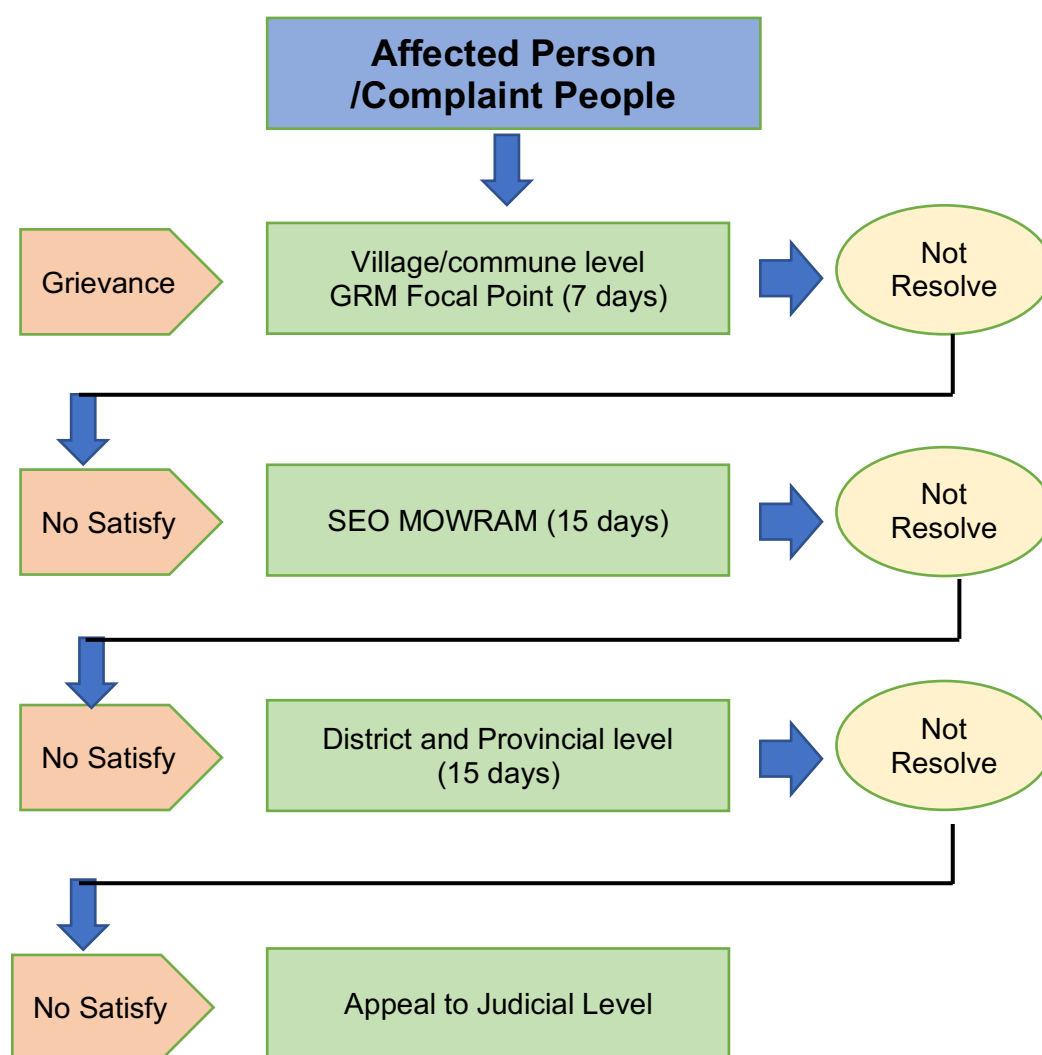 Affected Person
/Complaint People
Grievance
Village/commune level
GRM Focal Point (7 days)
Not
Resolve
No Satisfy
SEO MOWRAM (15 days)
Not
Resolve
No Satisfy
District and Provincial level
(15 days)
Not
Resolve
No Satisfy
Appeal to Judicial Level